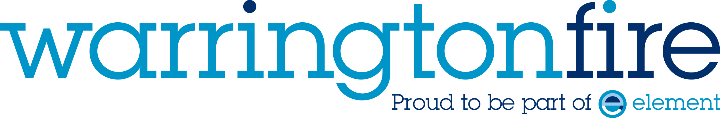 warringtonfire
Proud to be part of e element